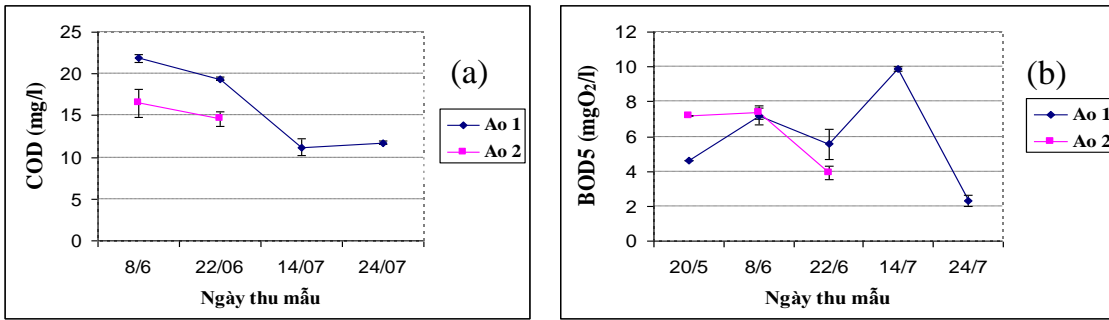 25
20
15
10
5
0
COD (mg/l)
8/6 22/06 14/07 24/07
Ngày thu mẫu
(a)
Ao 1
Ao 2
12
10
8
6
4
2
0
BOD5 (mgO₂/l)
20/5 8/6 22/6 14/7 24/7
Ngày thu mẫu
(b)
Ao 1
Ao 2